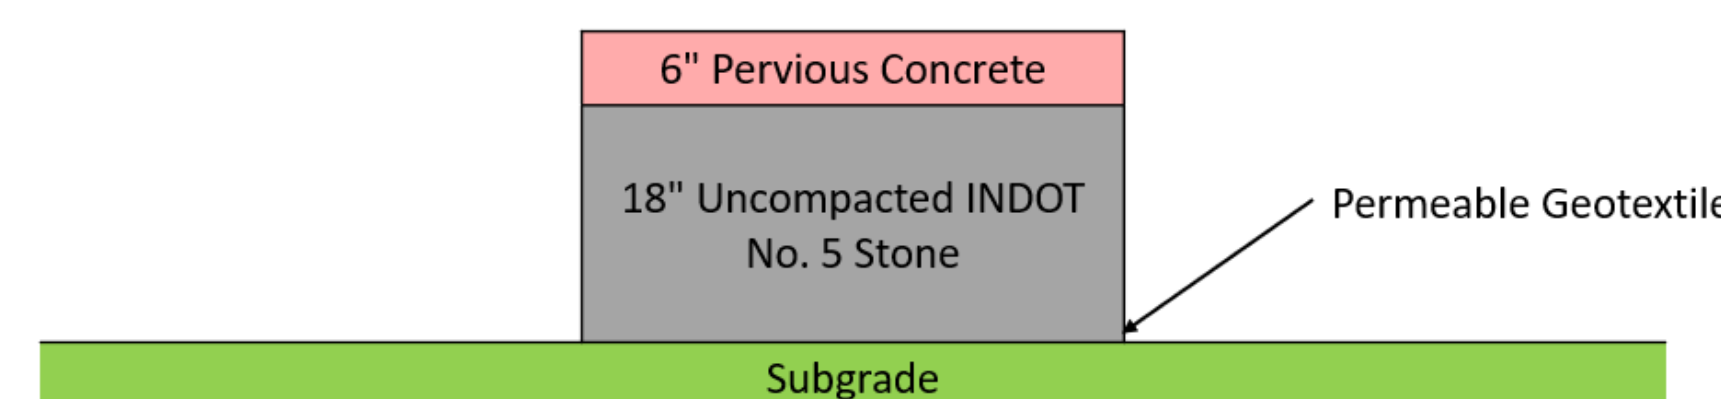 6" Pervious Concrete
18" Uncompacted INDOT
No. 5 Stone
Permeable Geotextile
Subgrade